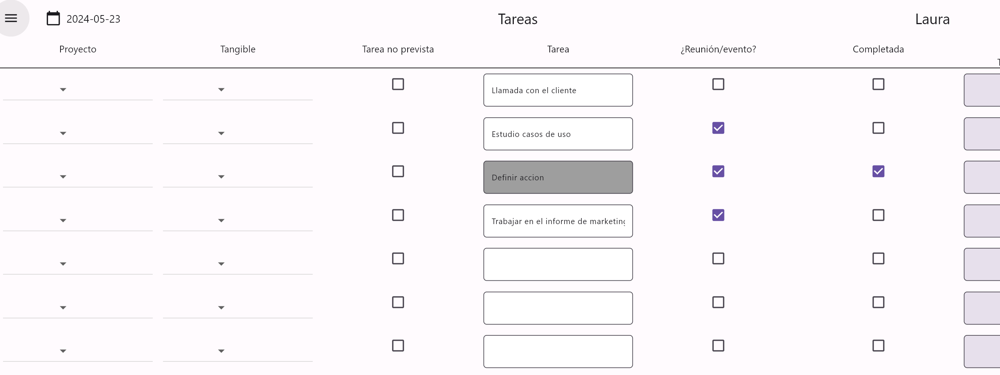 2024-05-23
Tareas
Laura
Proyecto
Tangible
Tarea no prevista
Tarea
¿Reunión/evento?
Completada
Llamada con el cliente
Estudio casos de uso
Definir accion
Trabajar en el informe de marketing